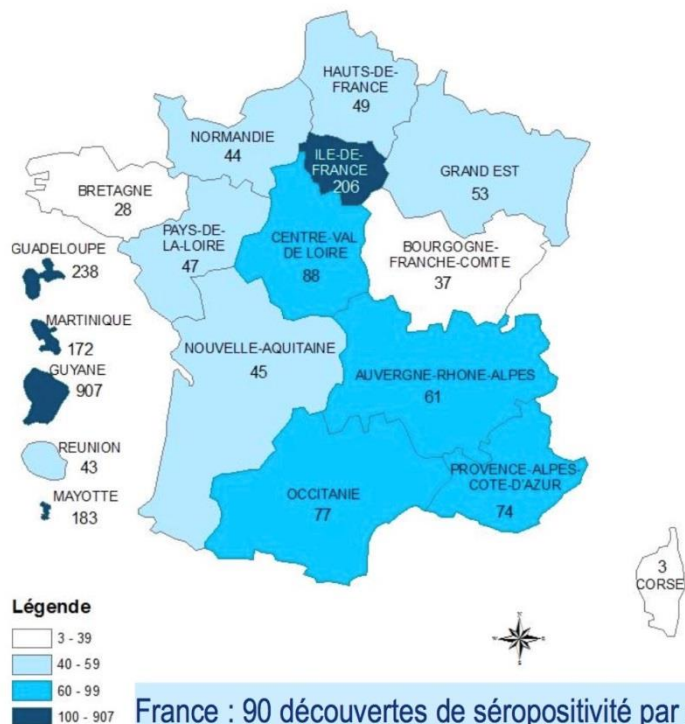 HAUTS-DE-
FRANCE
49
NORMANDIE
44
ILE-DE-
FRANCE
206
GRAND EST
53
BRETAGNE
28
PAYS-DE-
LA-LOIRE
47
CENTRE-VAL
DE LOIRE
88
BOURGOGNE-
FRANCHE-COMTE
37
GUADELOUPE
238
MARTINIQUE
172
GUYANE
907
NOUVELLE-AQUITAINE
45
AUVERGNE-RHONE-ALPES
61
REUNION
43
MAYOTTE
183
OCCITANIE
77
PROVENCE-ALPES-
COTE-D'AZUR
74
3
CORSE
Légende
3 - 39
40 - 59
60 - 99
100 - 907
France : 90 découvertes de séropositivité par